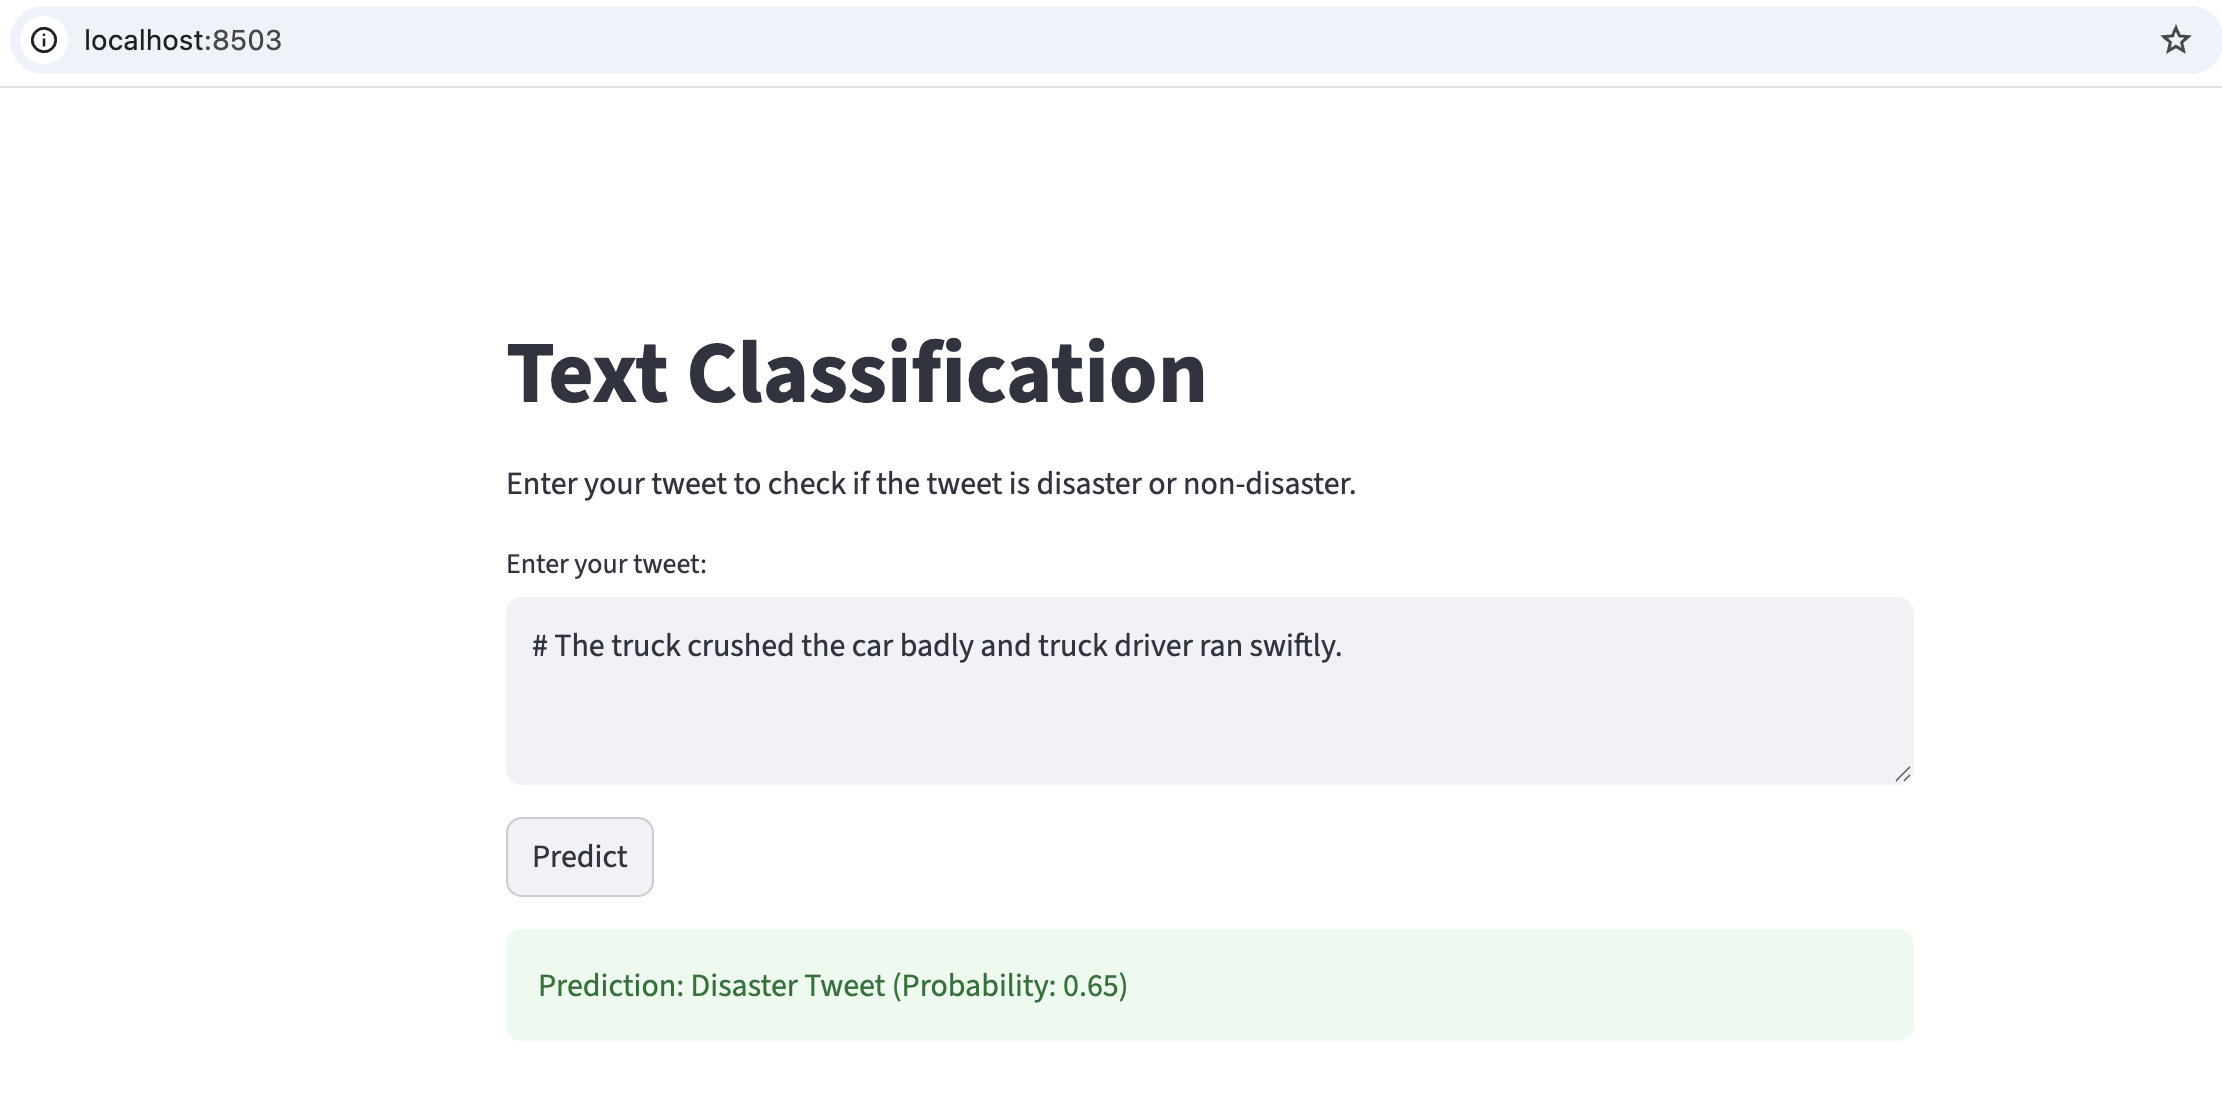 localhost:8503
Text Classification
Enter your tweet to check if the tweet is disaster or non-disaster.
Enter your tweet:
# The truck crushed the car badly and truck driver ran swiftly.
Predict
Prediction: Disaster Tweet (Probability: 0.65)